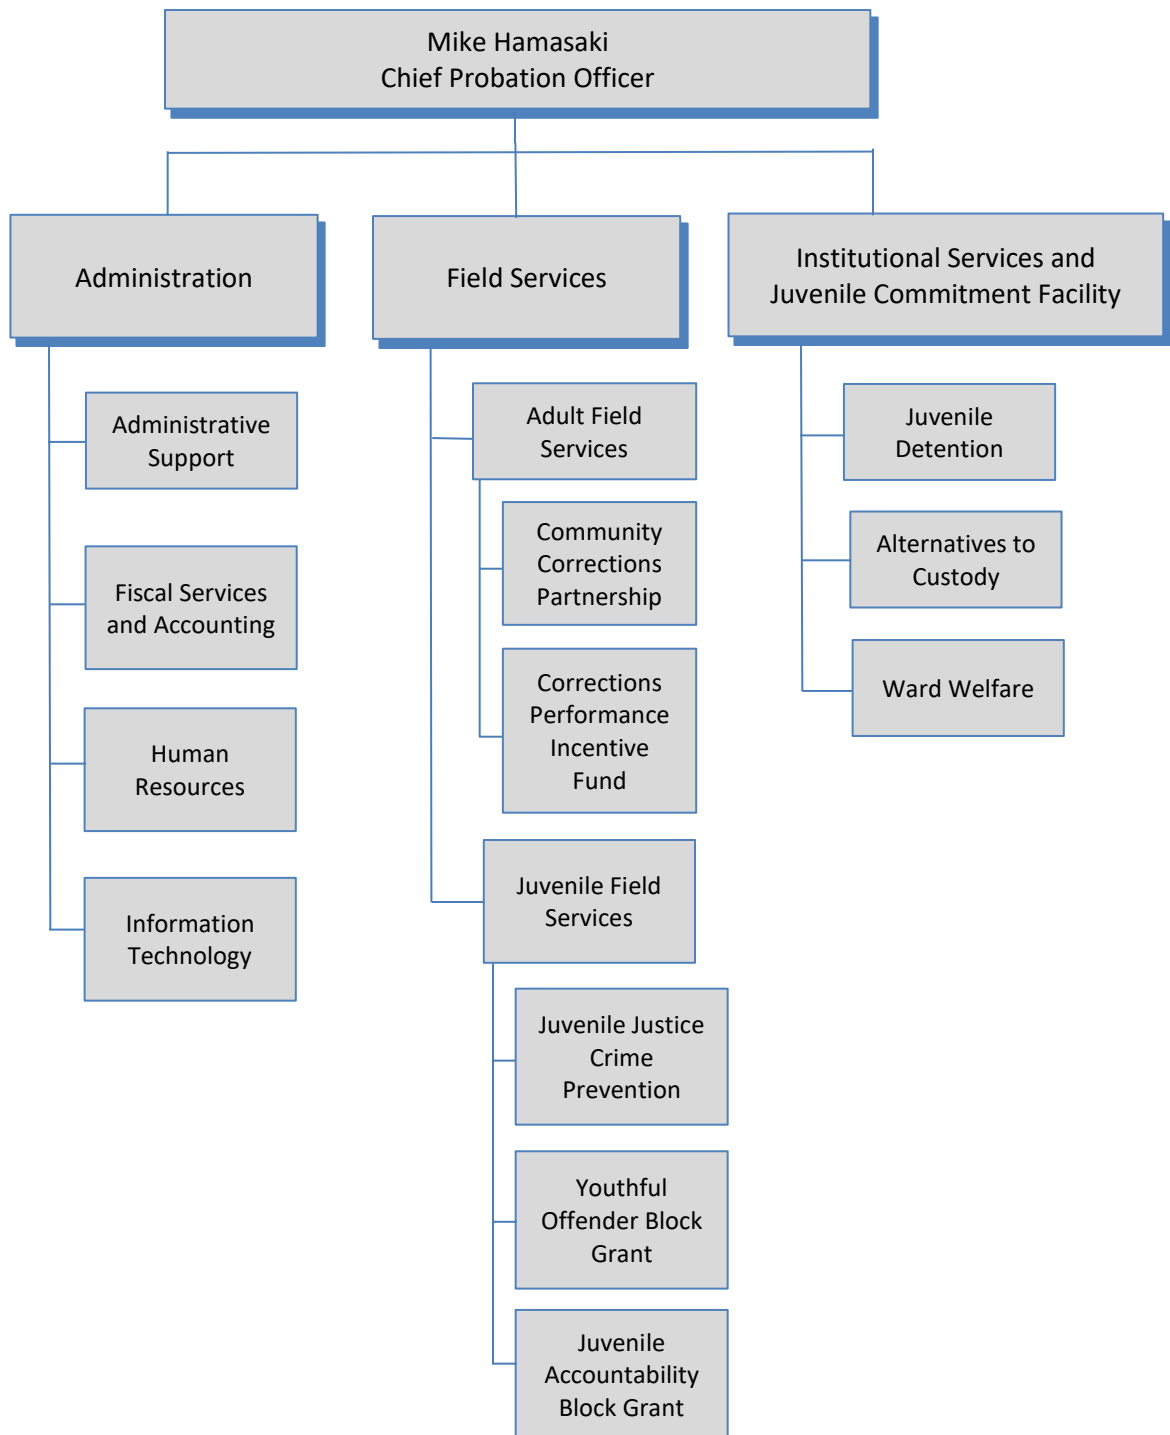 Mike Hamasaki
Chief Probation Officer
Administration
Administrative
Support
Fiscal Services
and Accounting
Human
Resources
Information
Technology
Field Services
Adult Field
Services
Community
Corrections
Partnership
Corrections
Performance
Incentive
Fund
Juvenile Field
Services
Juvenile Justice
Crime
Prevention
Youthful
Offender Block
Grant
Juvenile
Accountability
Block Grant
Institutional Services and
Juvenile Commitment Facility
Juvenile
Detention
Alternatives to
Custody
Ward Welfare